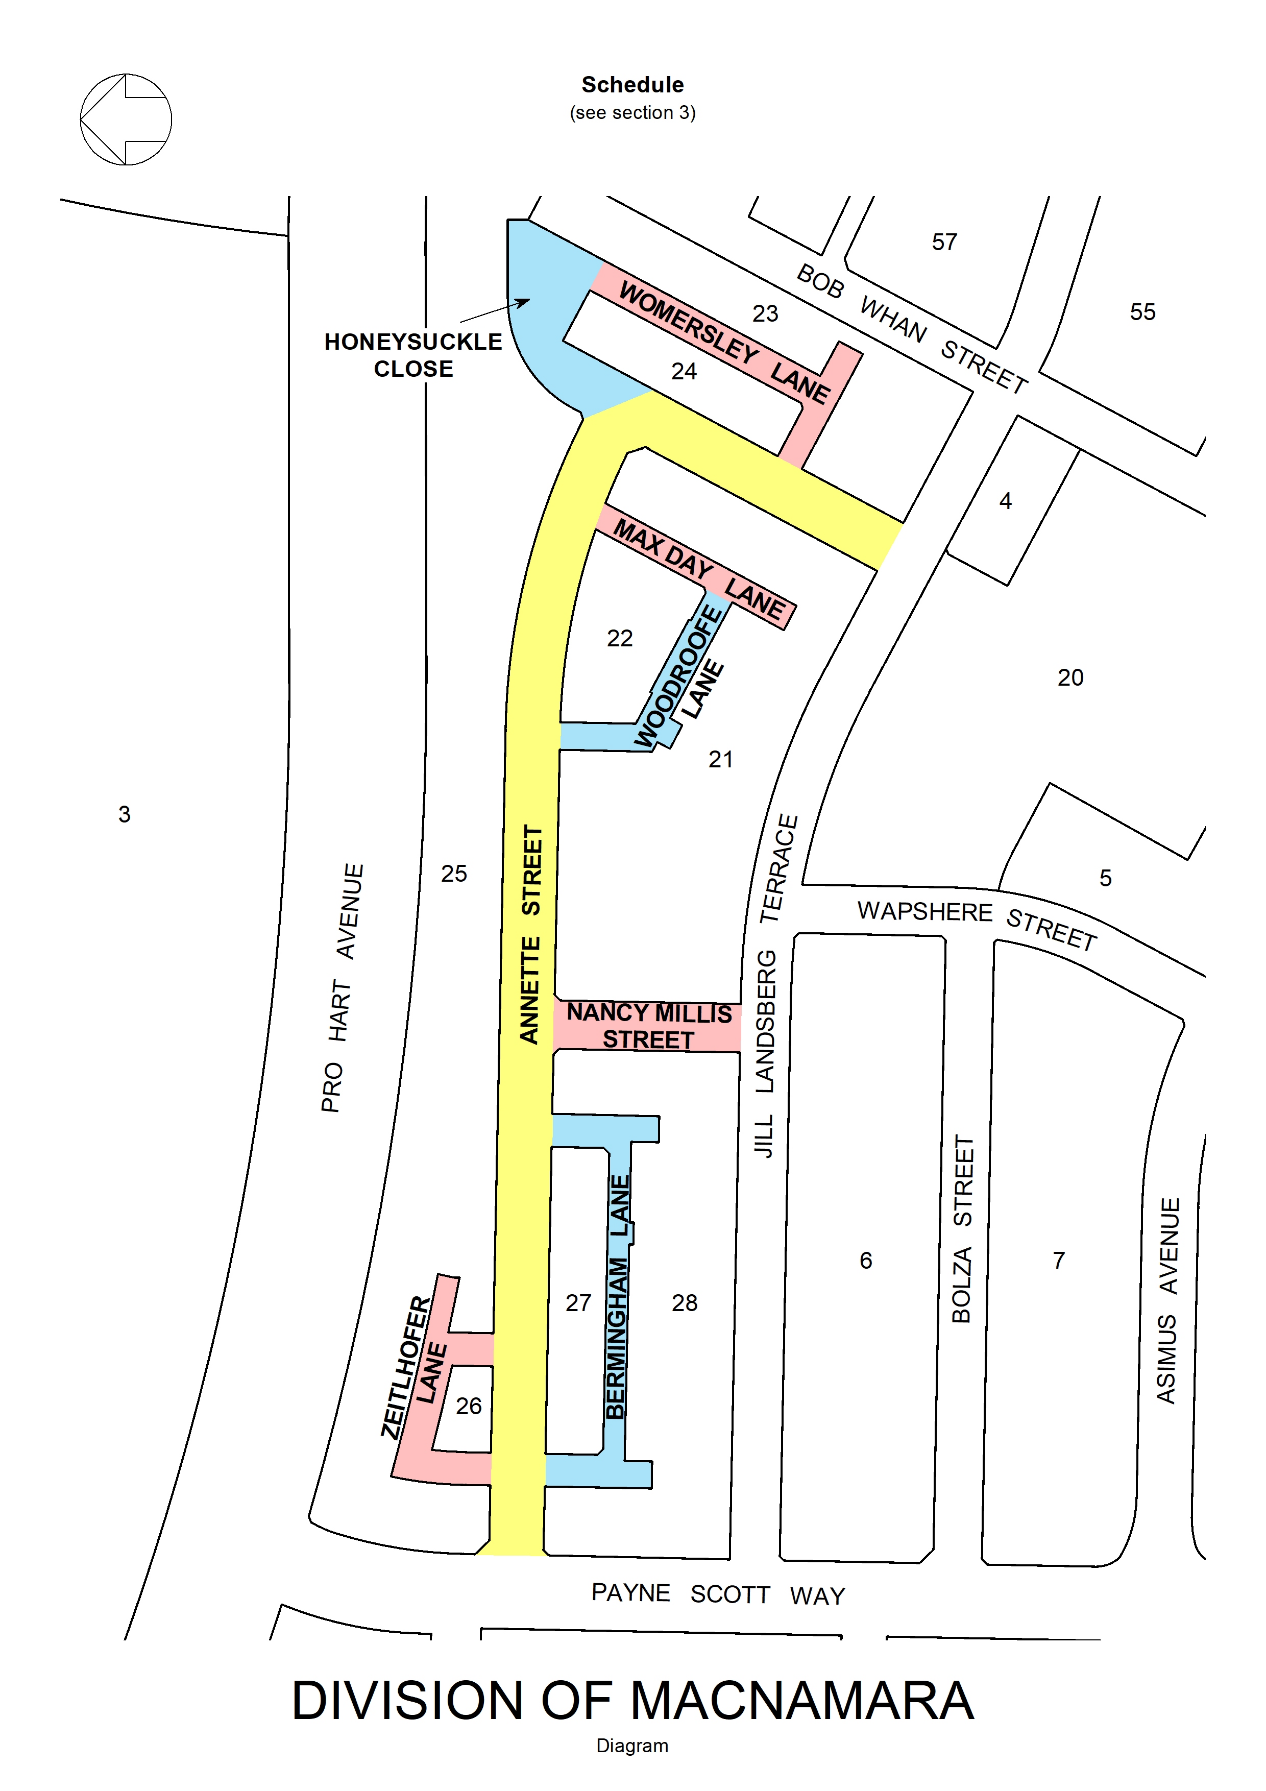 Schedule
(see section 3)
57
BOB WHAN STREET
55
23
WOMERSLEY LANE
HONEYSUCKLE
CLOSE
24
4
MAX DAY LANE
22
WOODROOFE
LANE
20
21
3
25
ANNETTE STREET
PRO HART AVENUE
JILL LANDSBERG TERRACE
5
WAPSHERE STREET
NANCY MILLIS
STREET
BOLZA STREET
ASIMUS AVENUE
6
7
27
BERMINGHAM LANE
28
ZEITLHOFER
LANE
26
PAYNE SCOTT WAY
DIVISION OF MACNAMARA
Diagram